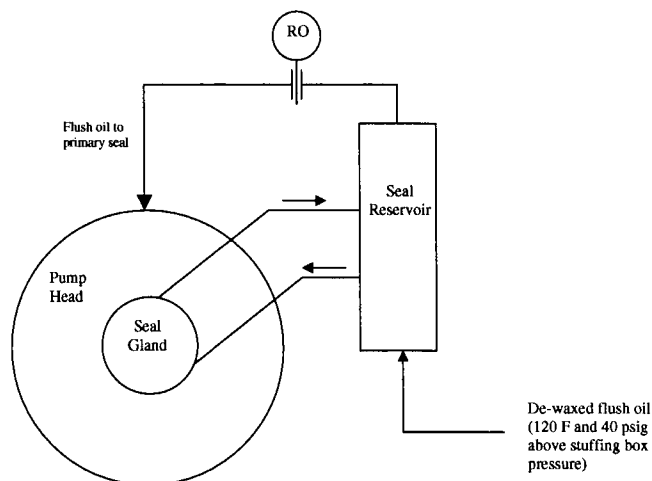 RO
Flush oil to
primary seal
Seal
Reservoir
Pump
Head
Seal
Gland
De-waxed flush oil
(120 F and 40 psig
above stuffing box
pressure)